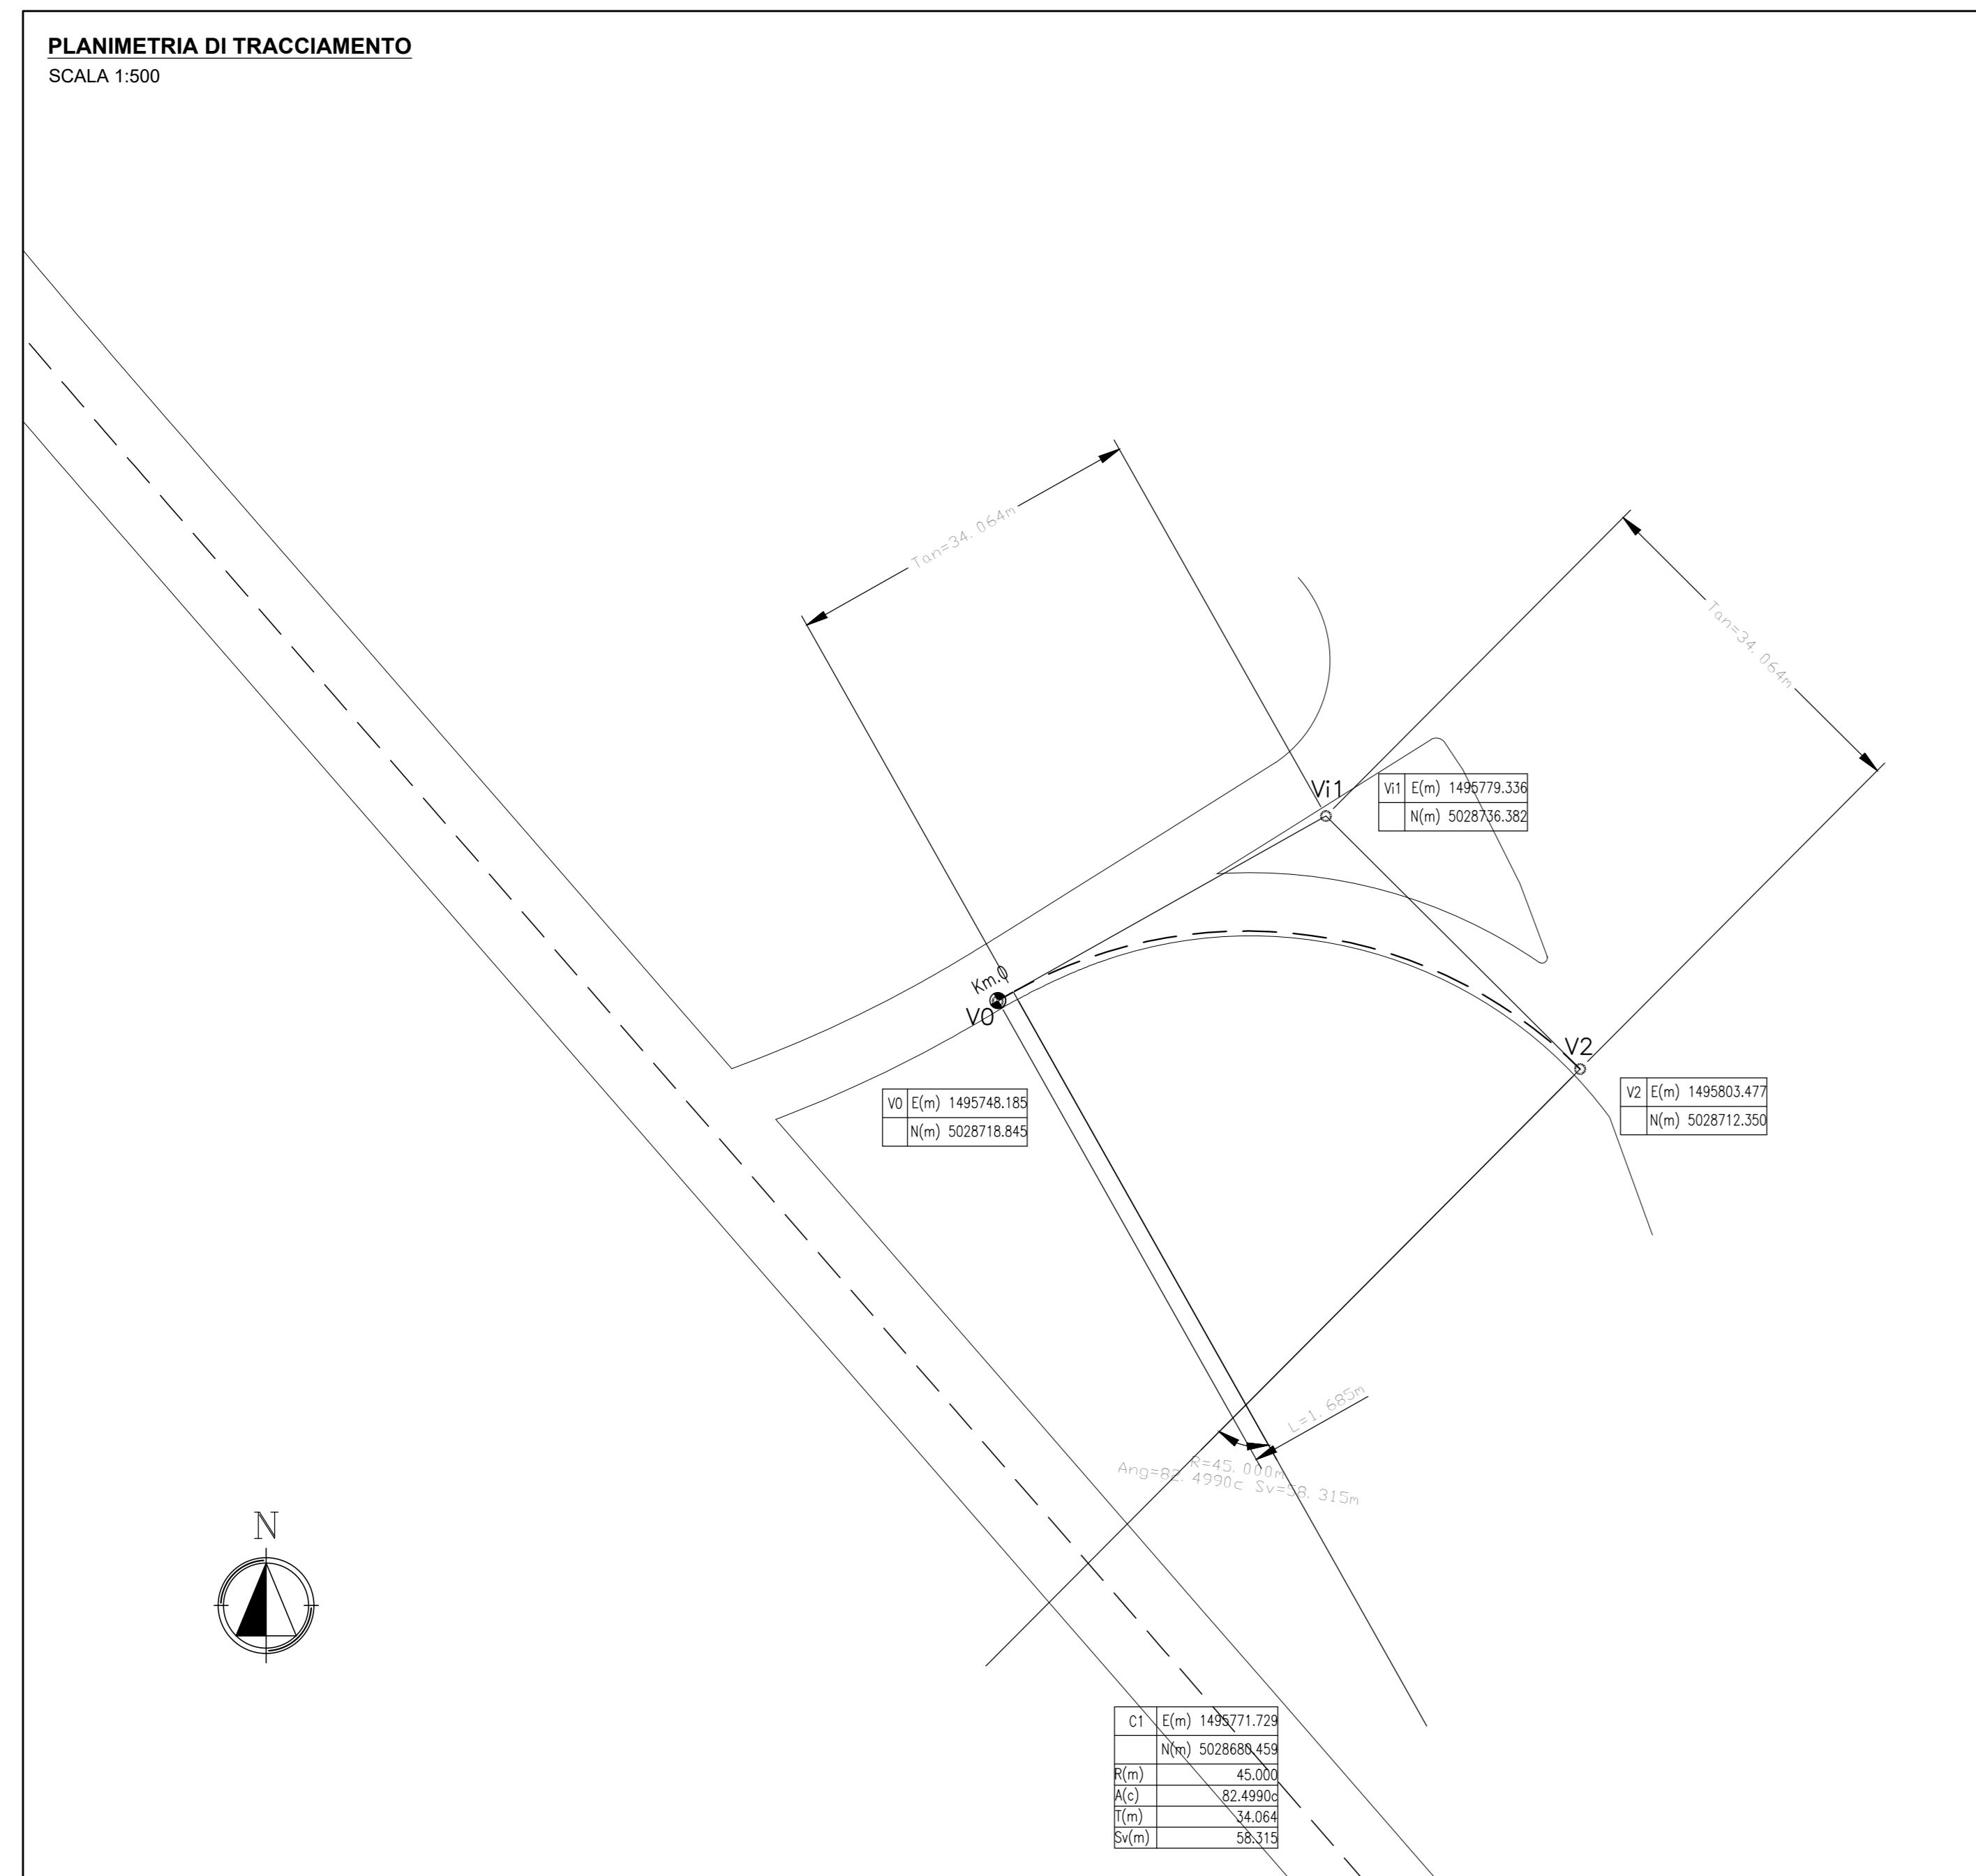 PLANIMETRIA DI TRACCIAMENTO
SCALA 1:500
Tan=34.064m
Tan=34.064m
Vi1
Vi1 E(m) 1495779.336
N(m) 5028736.382
Km.0
V0
V2
V0 E(m) 1495748.185
N(m) 5028718.845
V2 E(m) 1495803.477
N(m) 5028712.350
L=1.685m
R=45.000m
Ang=82.4990c Sv=58.315m
N
C1 E(m) 1495771.729
N(m) 5028680.459
R(m) 45.000
A(c) 82.4990c
T(m) 34.064
Sv(m) 58.315